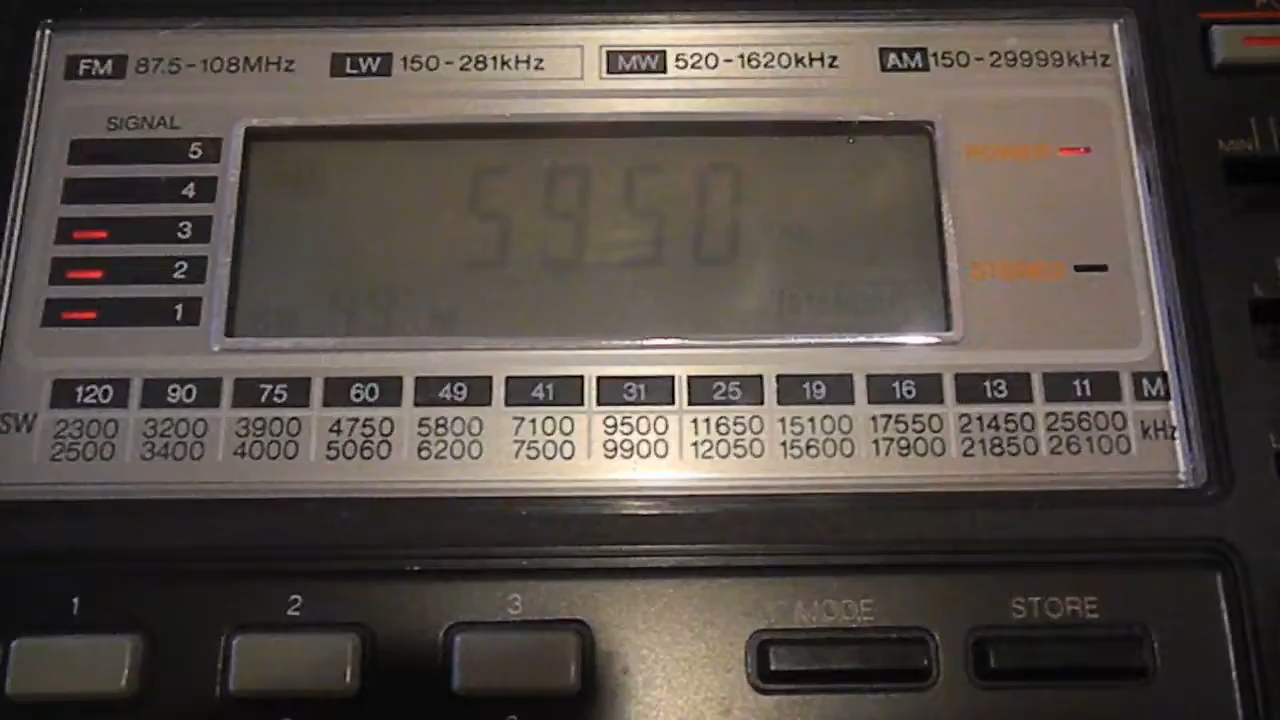 FM 87.5-108MHz LW 150-281kHz MW 520-1620kHz AM 150-29999kHz
SIGNAL
5
4
3
2
1
5950
POWER
STEREO
MIN
120 90 75 60 49 41 31 25 19 16 13 11 M
SW 2300 3200 3900 4750 5800 7100 9500 11650 15100 17550 21450 25600 kHz
2500 3400 4000 5060 6200 7500 9900 12050 15600 17900 21850 26100
1 2 3 MODE STORE